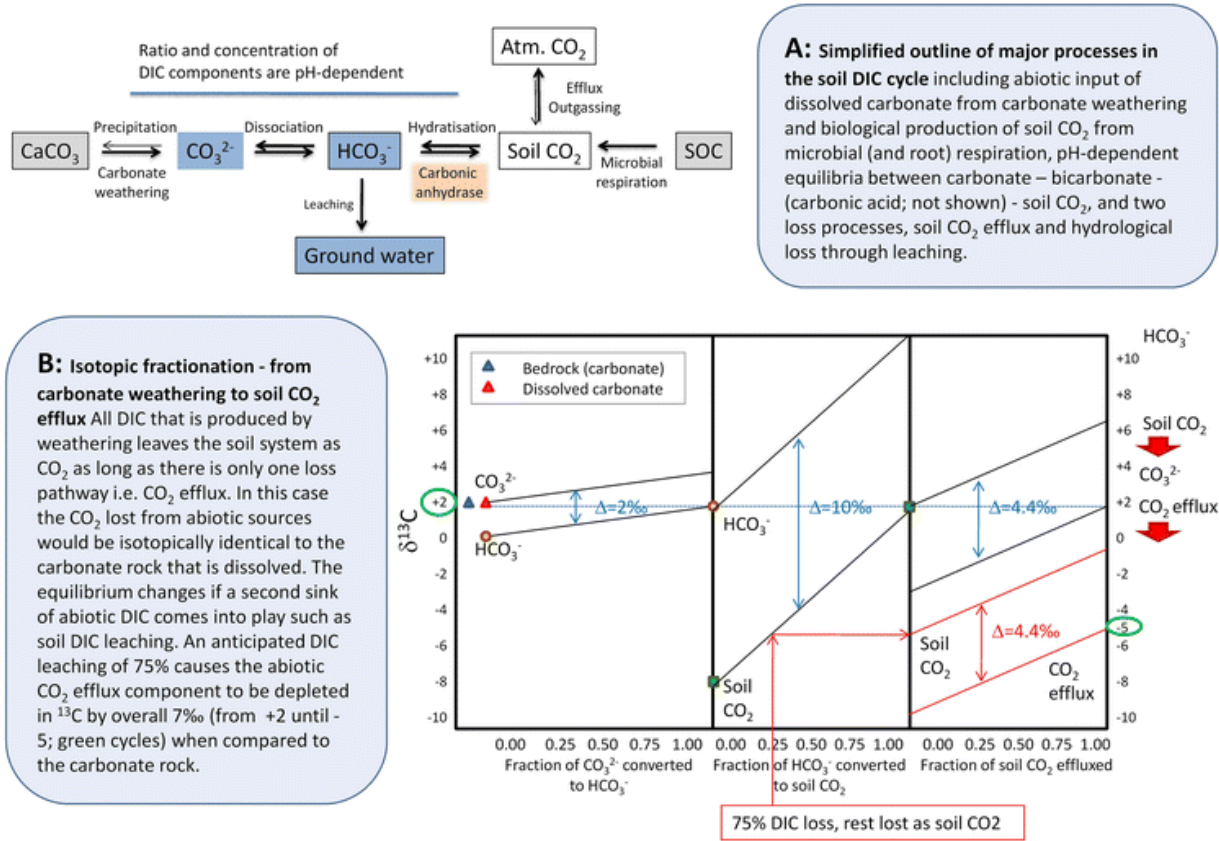 Ratio and concentration of
DIC components are pH-dependent
Atm. CO₂
Efflux
Outgassing
Precipitation
Dissociation
Hydratisation
CaCO₃
CO₃²⁻
HCO₃⁻
Soil CO₂
SOC
Carbonate
weathering
Carbonic
anhydrase
Microbial
respiration
Leaching
Ground water
A: Simplified outline of major processes in
the soil DIC cycle including abiotic input of
dissolved carbonate from carbonate weathering
and biological production of soil CO₂ from
microbial (and root) respiration, pH-dependent
equilibria between carbonate – bicarbonate -
(carbonic acid; not shown) - soil CO₂, and two
loss processes, soil CO₂ efflux and hydrological
loss through leaching.
B: Isotopic fractionation - from
carbonate weathering to soil CO₂
efflux All DIC that is produced by
weathering leaves the soil system as
CO₂ as long as there is only one loss
pathway i.e. CO₂ efflux. In this case
the CO₂ lost from abiotic sources
would be isotopically identical to the
carbonate rock that is dissolved. The
equilibrium changes if a second sink
of abiotic DIC comes into play such as
soil DIC leaching. An anticipated DIC
leaching of 75% causes the abiotic
CO₂ efflux component to be depleted
in ¹³C by overall 7‰ (from +2 until -
5; green cycles) when compared to
the carbonate rock.
δ¹³C
+10
+8
+6
+4
+2
0
-2
-4
-6
-8
-10
Bedrock (carbonate)
Dissolved carbonate
CO₃²⁻
Δ=2‰
HCO₃⁻
HCO₃⁻
Δ=10‰
Soil
CO₂
Δ=4.4‰
Soil
CO₂
Δ=4.4‰
CO₂
efflux
+10
+8
+6
+4
+2
0
-2
-4
-5
-6
-8
-10
HCO₃⁻
Soil CO₂
CO₃²⁻
CO₂ efflux
0.00 0.25 0.50 0.75 1.00
Fraction of CO₃²⁻ converted
to HCO₃⁻
0.00 0.25 0.50 0.75 1.00
Fraction of HCO₃⁻ converted
to soil CO₂
0.00 0.25 0.50 0.75 1.00
Fraction of soil CO₂ effluxed
75% DIC loss, rest lost as soil CO2